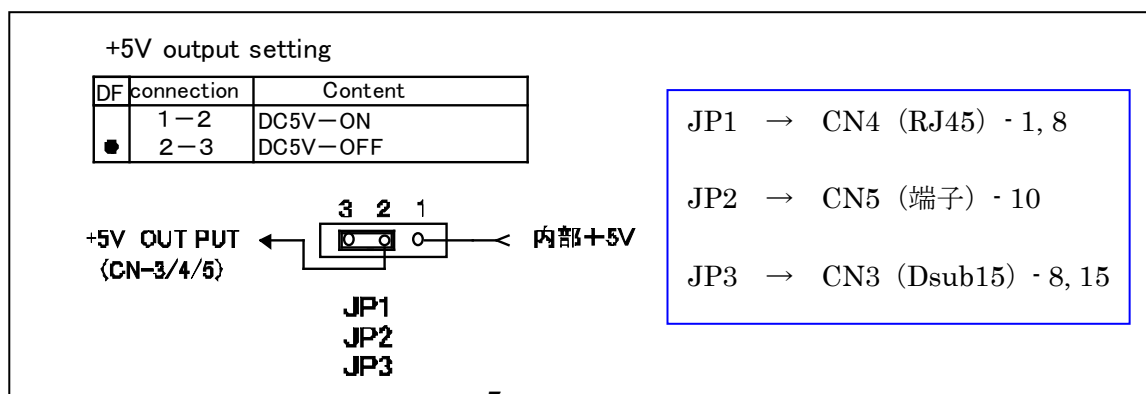 +5V output setting
DF connection Content
1-2 DC5V-ON
● 2-3 DC5V-OFF
3 2 1
+5V OUT PUT 内部+5V
(CN-3/4/5)
JP1
JP2
JP3
JP1 → CN4 (RJ45) - 1, 8
JP2 → CN5 (端子) - 10
JP3 → CN3 (Dsub15) - 8, 15